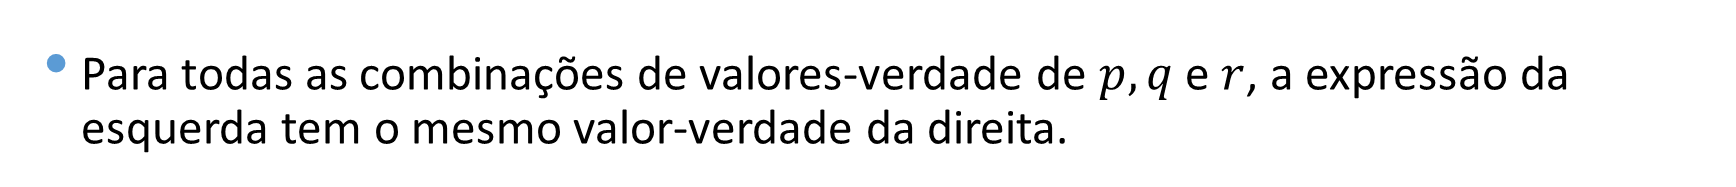 • Para todas as combinações de valores-verdade de p, q e r, a expressão da
esquerda tem o mesmo valor-verdade da direita.